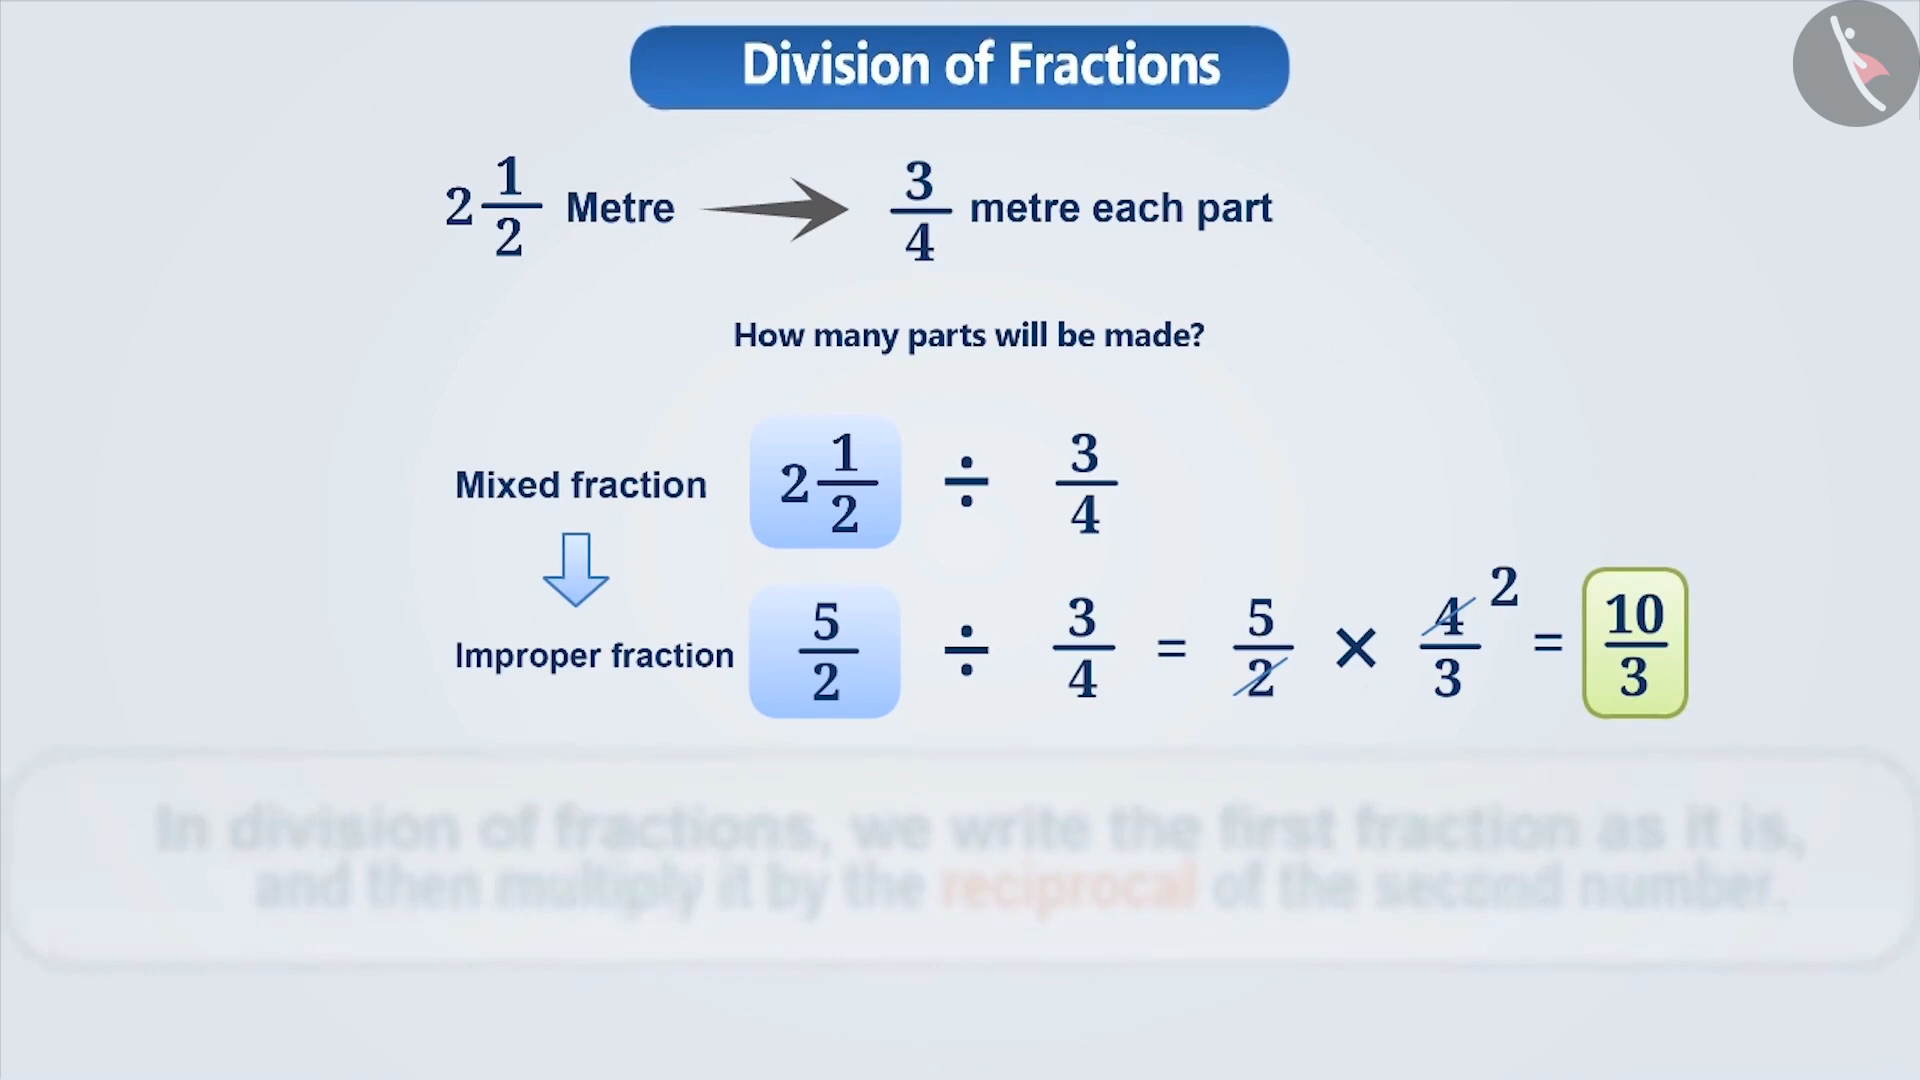 Division of Fractions
2 1/2 Metre → 3/4 metre each part
How many parts will be made?
Mixed fraction 2 1/2 ÷ 3/4
Improper fraction 5/2 ÷ 3/4 = 5/2 × 4/3 2 = 10/3
In division of fractions, we write the first fraction as it is,
and then multiply it by the reciprocal of the second number.